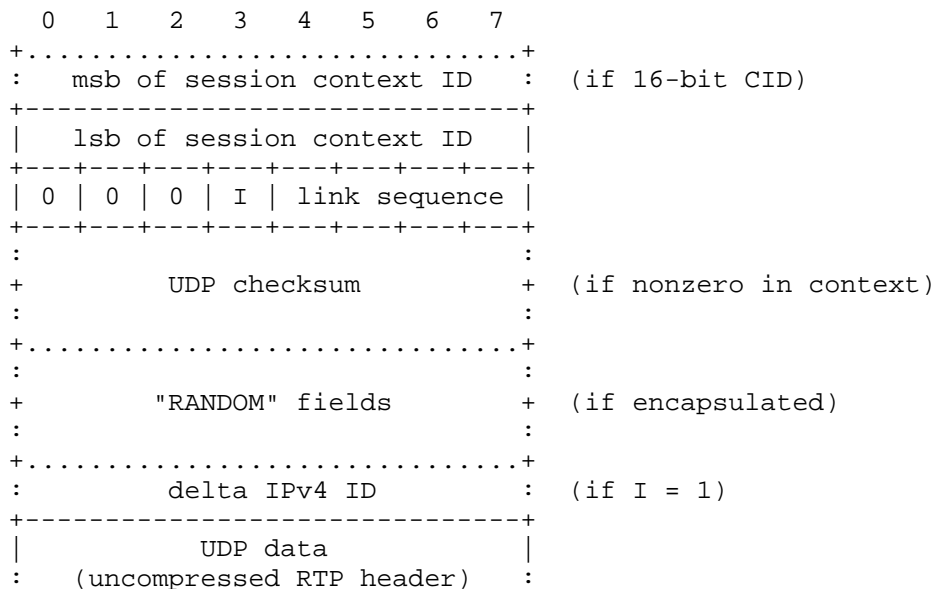 0   1   2   3   4   5   6   7
+...............................+
:   msb of session context ID   :  (if 16-bit CID)
+-------------------------------+
|   lsb of session context ID   |
+---+---+---+---+---+---+---+---+
| 0 | 0 | 0 | I | link sequence |
+---+---+---+---+---+---+---+---+
:                               :
+         UDP checksum          +  (if nonzero in context)
:                               :
+...............................+
:                               :
+        "RANDOM" fields        +  (if encapsulated)
:                               :
+...............................+
:         delta IPv4 ID         :  (if I = 1)
+-------------------------------+
|           UDP data            |
:   (uncompressed RTP header)   :